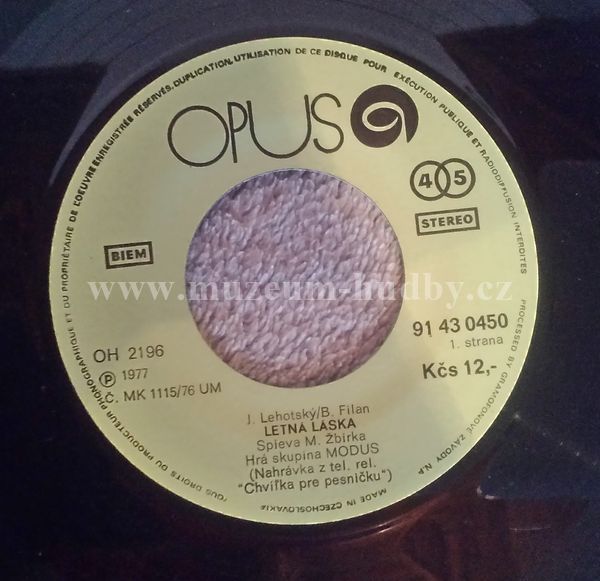 TOUS DROITS DU PRODUCTEUR PHONOGRAPHIQUE ET DU PROPRIÉTAIRE DE L'OEUVRE ENREGISTRÉE RÉSERVÉS. DUPLICATION, UTILISATION DE CE DISQUE POUR EXÉCUTION PUBLIQUE ET RADIODIFFUSION INTERDITES
PROCESSED BY GRAMOFONOVÉ ZÁVODY N.P.
MADE IN CZECHOSLOVAKIA
OPUS
45
STEREO
BIEM
www.muzeum-hudby.cz
OH 2196
Ⓟ 1977
Č. MK 1115/76 UM
91 43 0450
1. strana
Kčs 12,-
J. Lehotský/B. Filan
LETNÁ LÁSKA
Spieva M. Žbirka
Hrá skupina MODUS
(Nahrávka z tel. rel.
"Chvíľka pre pesničku")